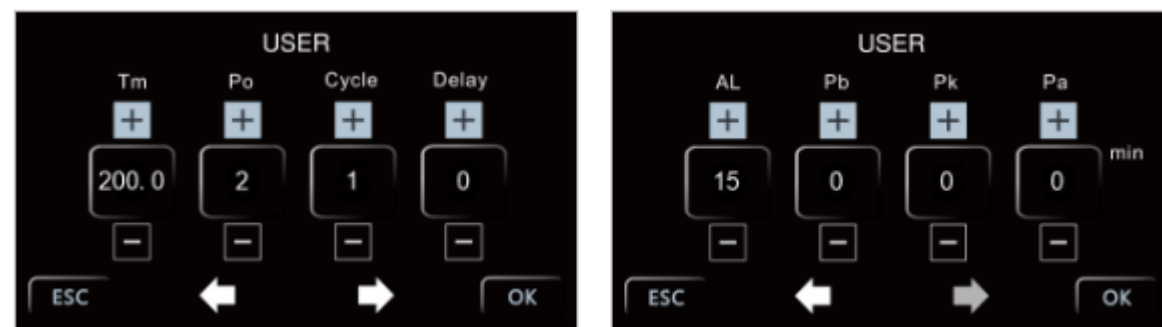 USER
Tm Po Cycle Delay
+ + + +
200.0 2 1 0
- - - -
ESC OK
USER
AL Pb Pk Pa
+ + + +
15 0 0 0 min
- - - -
ESC OK